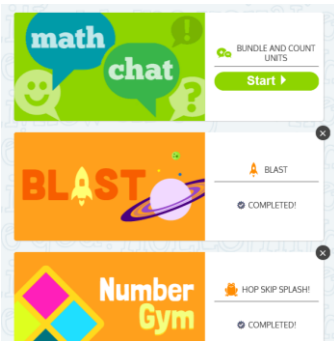 math
chat
BUNDLE AND COUNT
UNITS
Start
BLAST
BLAST
COMPLETED!
Number
Gym
HOP SKIP SPLASH!
COMPLETED!